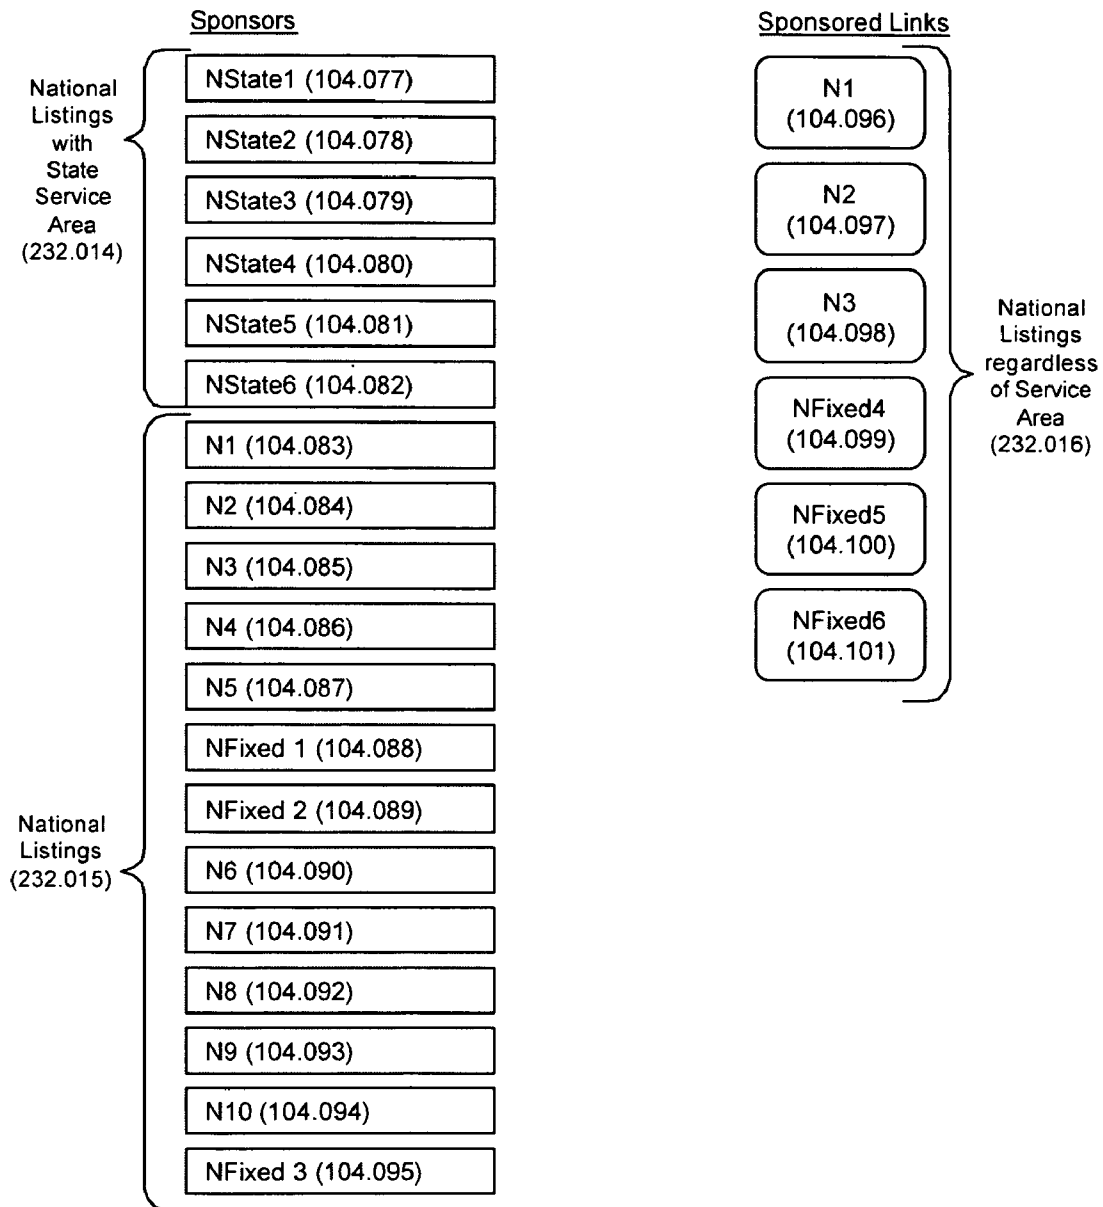 Sponsors
National
Listings
with
State
Service
Area
(232.014)
NState1 (104.077)
NState2 (104.078)
NState3 (104.079)
NState4 (104.080)
NState5 (104.081)
NState6 (104.082)
National
Listings
(232.015)
N1 (104.083)
N2 (104.084)
N3 (104.085)
N4 (104.086)
N5 (104.087)
NFixed 1 (104.088)
NFixed 2 (104.089)
N6 (104.090)
N7 (104.091)
N8 (104.092)
N9 (104.093)
N10 (104.094)
NFixed 3 (104.095)
Sponsored Links
N1
(104.096)
N2
(104.097)
N3
(104.098)
NFixed4
(104.099)
NFixed5
(104.100)
NFixed6
(104.101)
National
Listings
regardless
of Service
Area
(232.016)